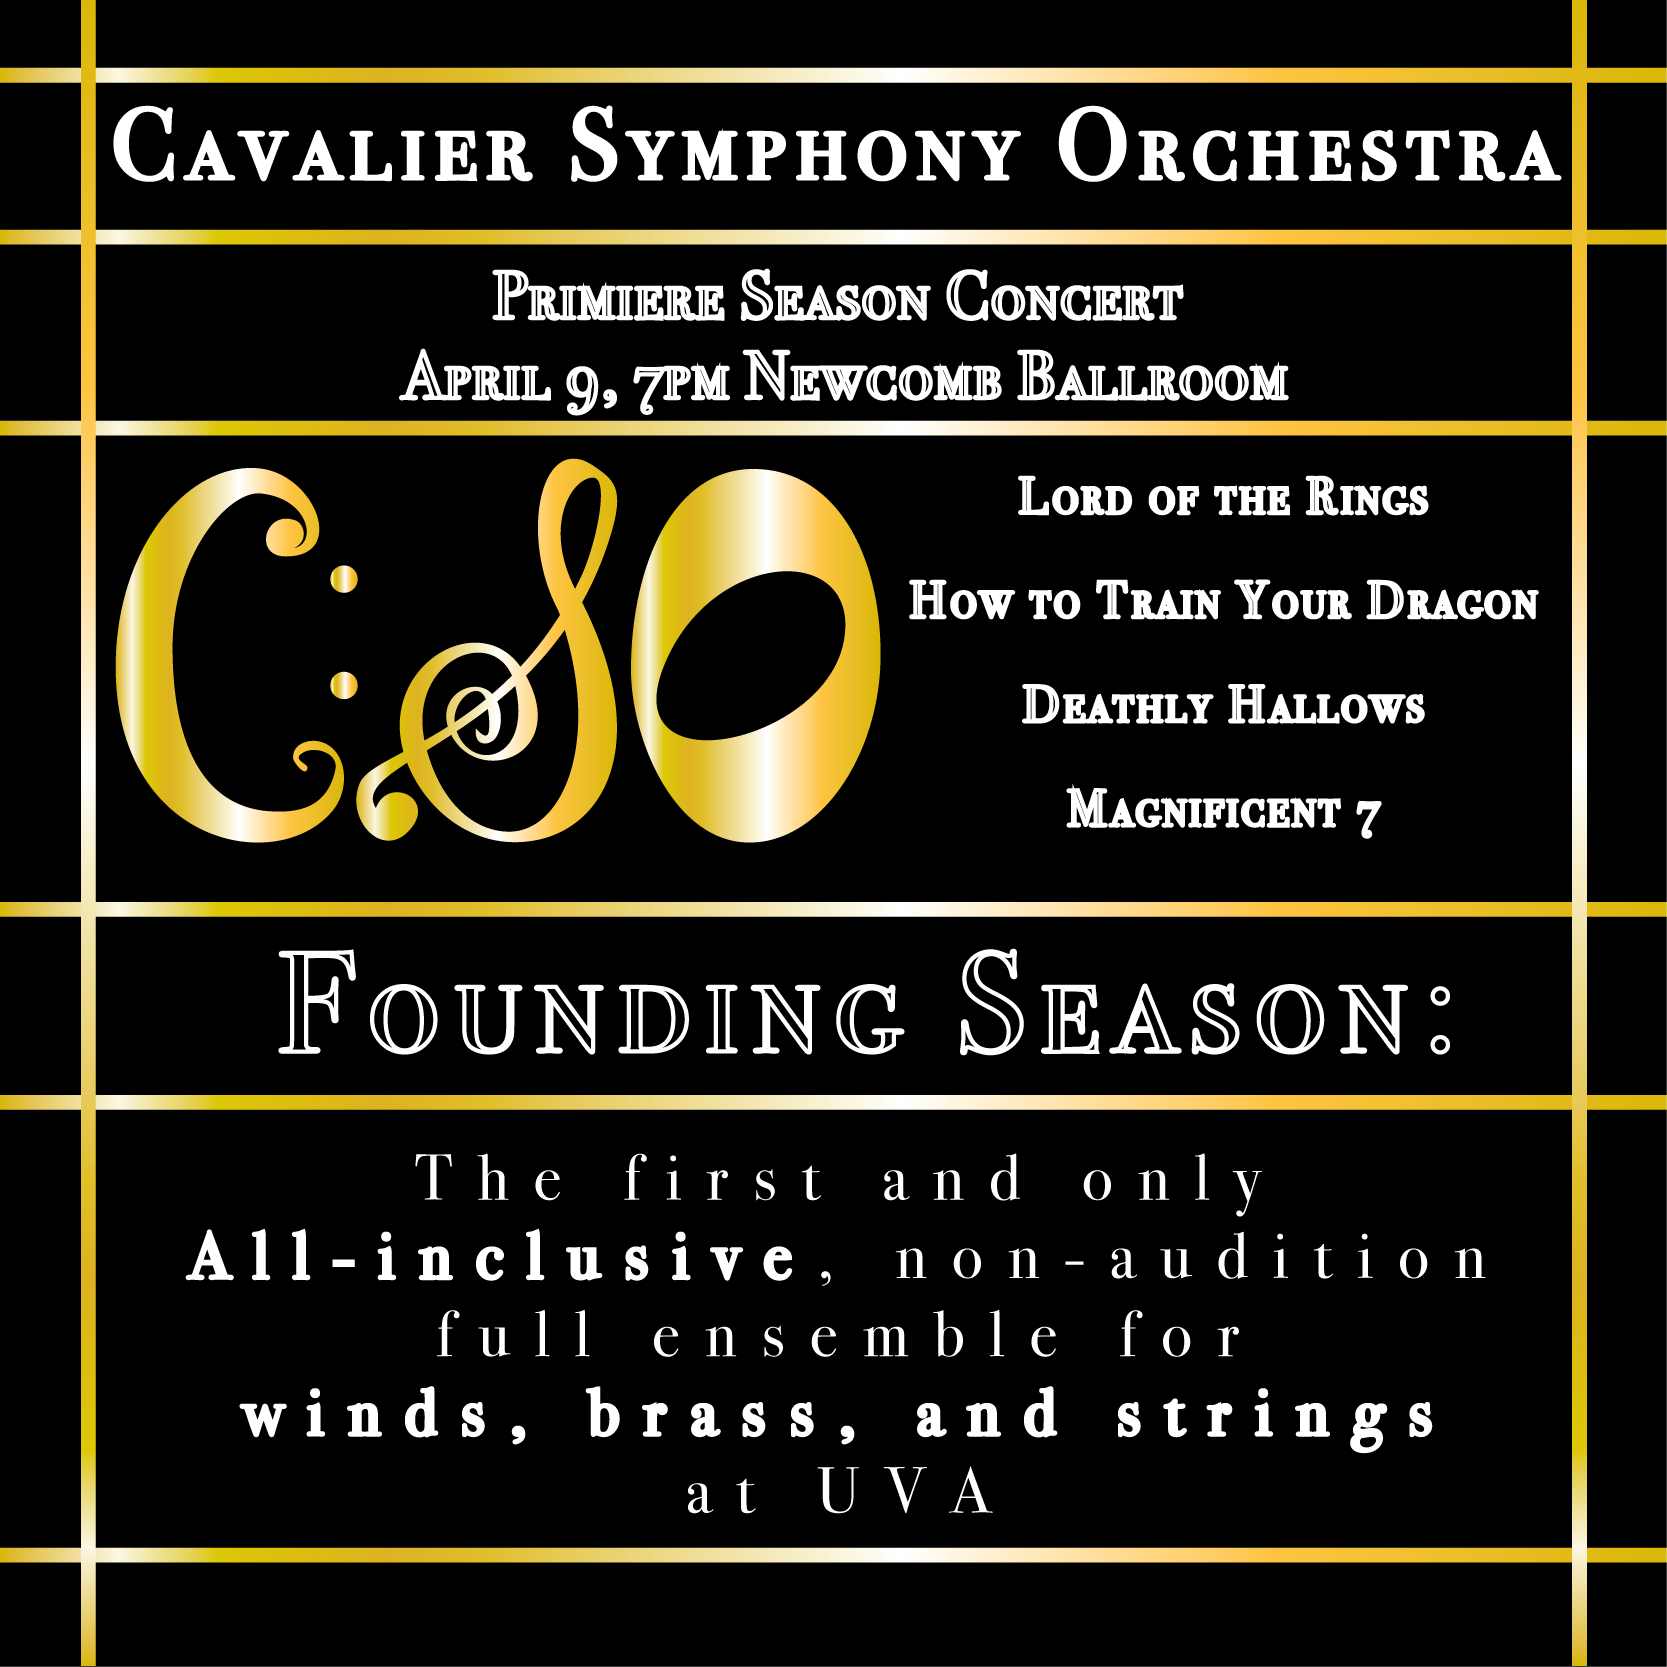 Cavalier Symphony Orchestra
Primiere Season Concert
April 9, 7pm Newcomb Ballroom
C:SO
Lord of the Rings
How to Train Your Dragon
Deathly Hallows
Magnificent 7
Founding Season:
The first and only
All-inclusive, non-audition
full ensemble for
winds, brass, and strings
at UVA